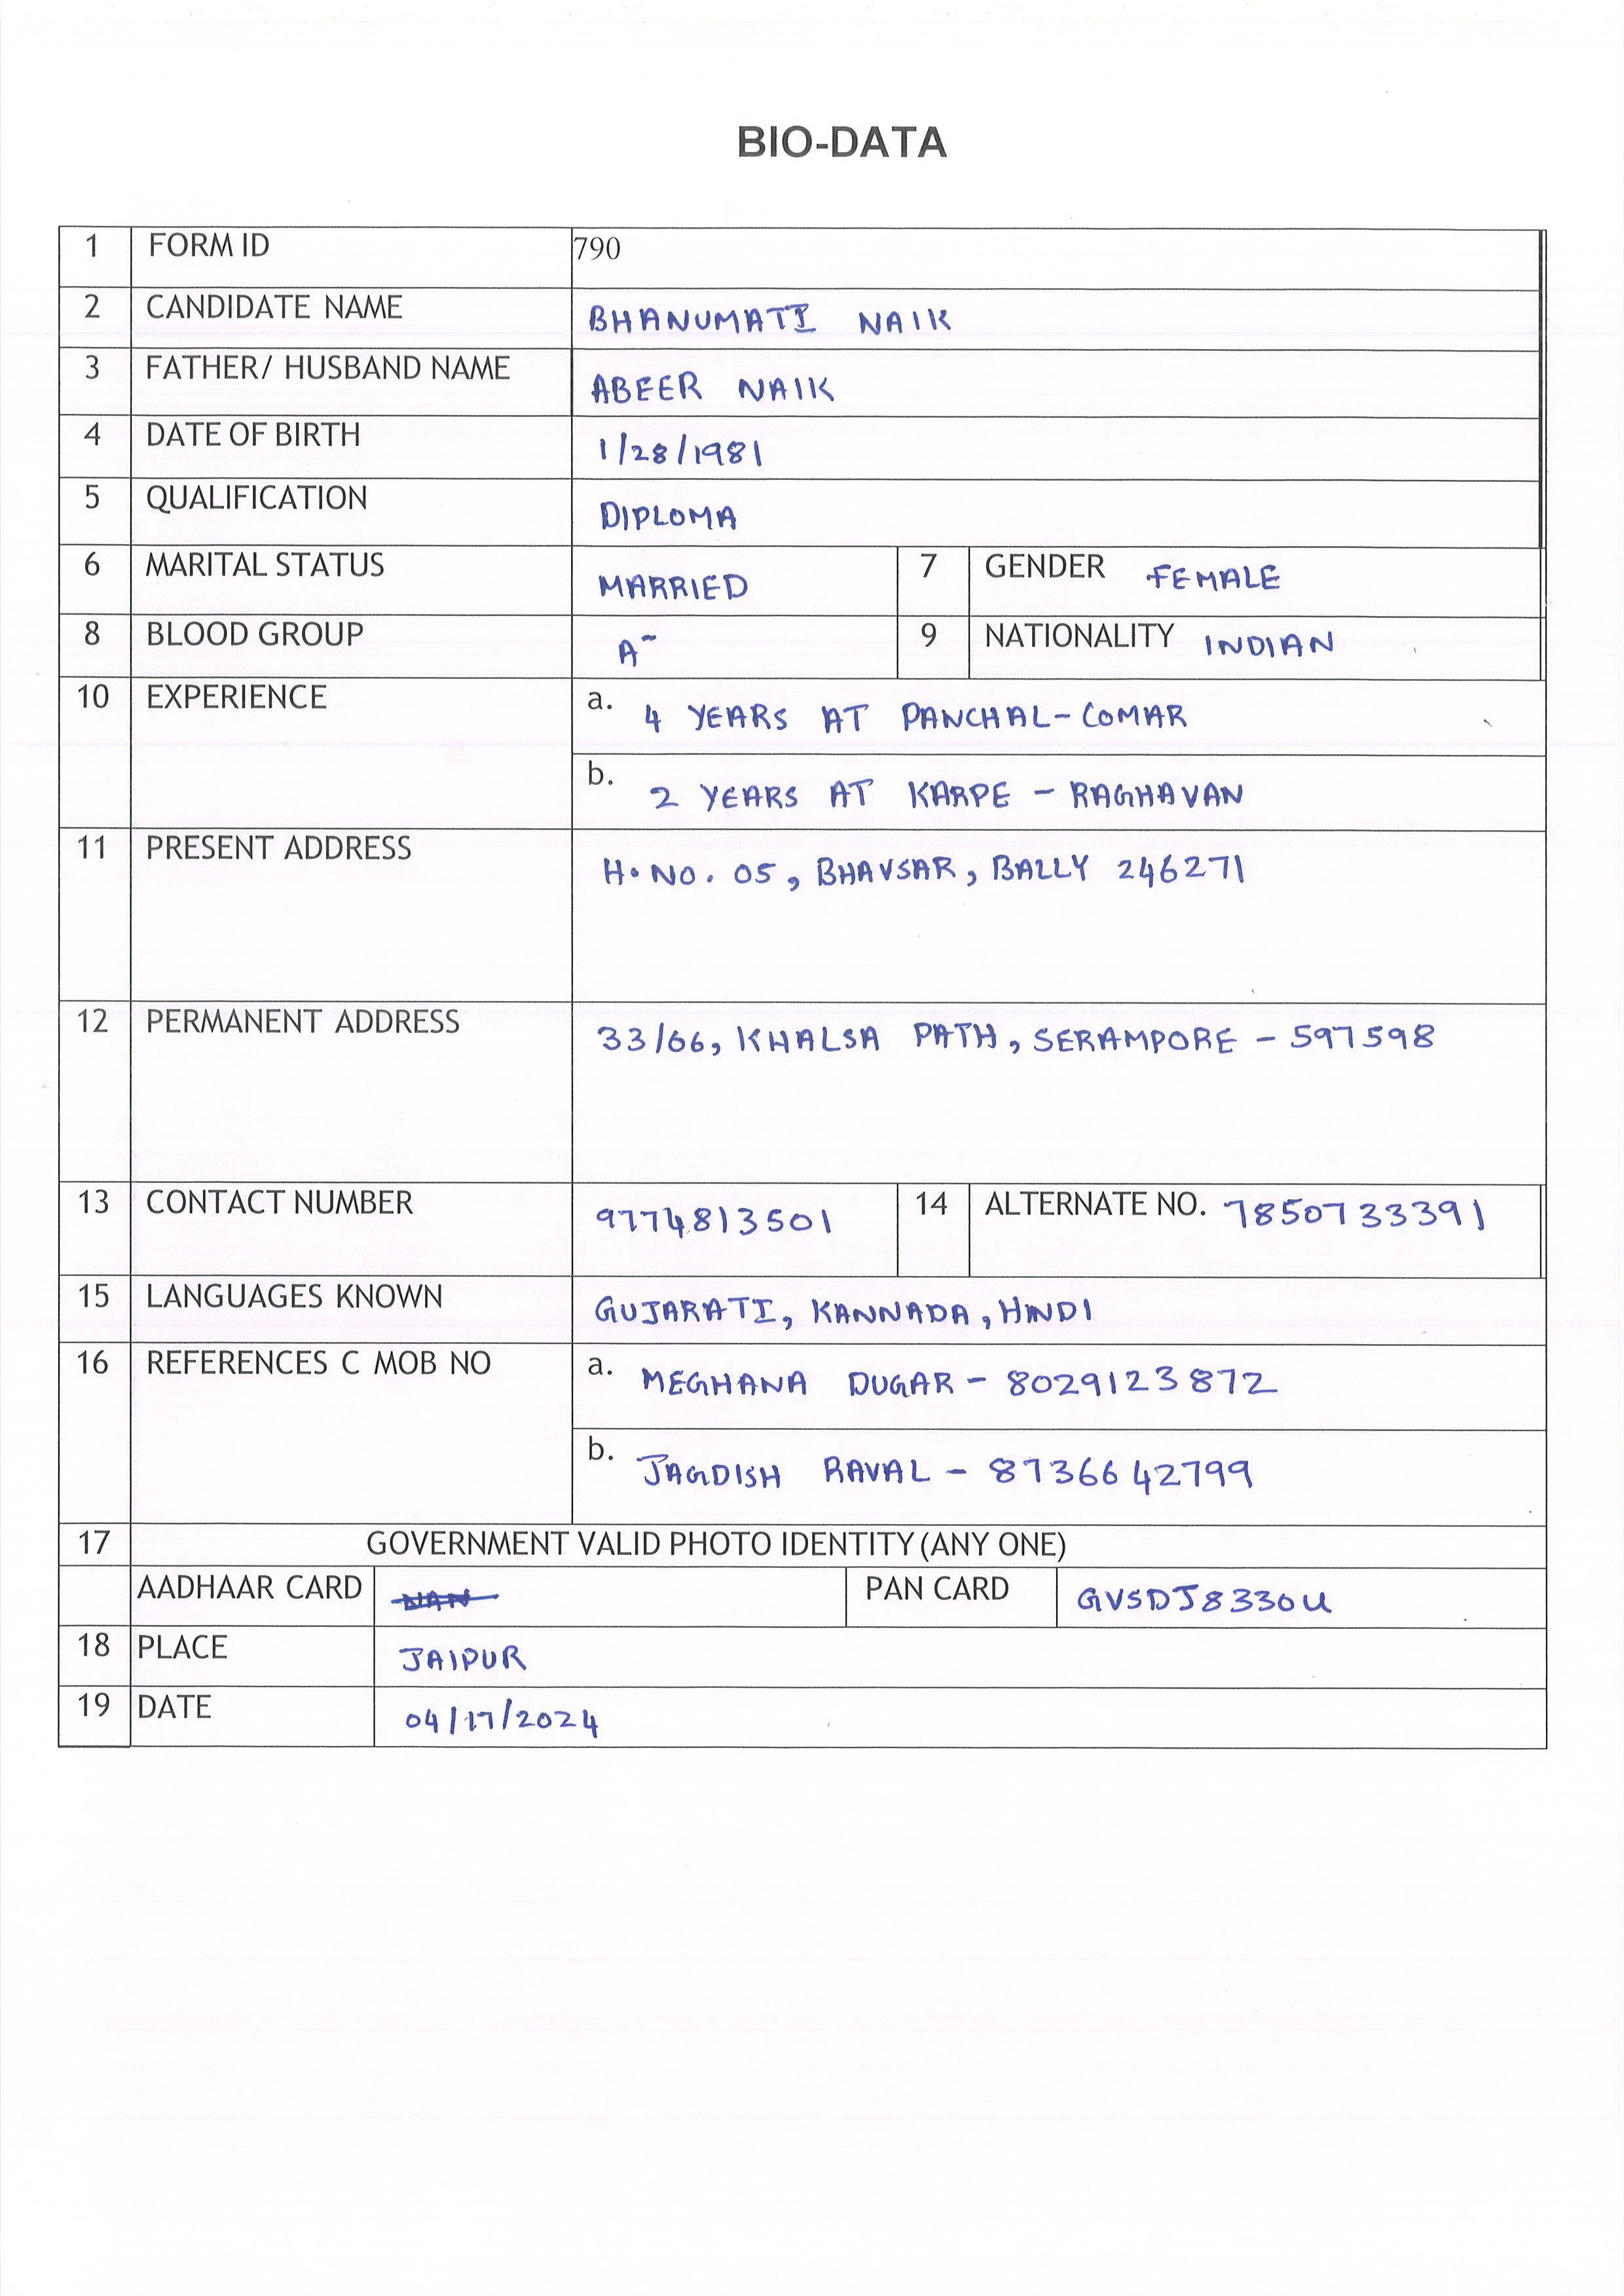 BIO-DATA
1 FORM ID 790
2 CANDIDATE NAME BHANUMATI NAIK
3 FATHER/ HUSBAND NAME ABEER NAIK
4 DATE OF BIRTH 1/28/1981
5 QUALIFICATION DIPLOMA
6 MARITAL STATUS MARRIED 7 GENDER FEMALE
8 BLOOD GROUP A- 9 NATIONALITY INDIAN
10 EXPERIENCE a. 4 YEARS AT PANCHAL-COMAR
b. 2 YEARS AT KARPE - RAGHAVAN
11 PRESENT ADDRESS H. NO. 05, BHAVSAR, BALLY 246271
12 PERMANENT ADDRESS 33/66, KHALSA PATH, SERAMPORE - 597598
13 CONTACT NUMBER 9774813501 14 ALTERNATE NO. 7850733391
15 LANGUAGES KNOWN GUJARATI, KANNADA, HINDI
16 REFERENCES C MOB NO a. MEGHANA DUGAR - 8029123872
b. JAGDISH RAVAL - 8736642799
17 GOVERNMENT VALID PHOTO IDENTITY (ANY ONE)
AADHAAR CARD NAN PAN CARD GVSDJ8330U
18 PLACE JAIPUR
19 DATE 04/17/2024